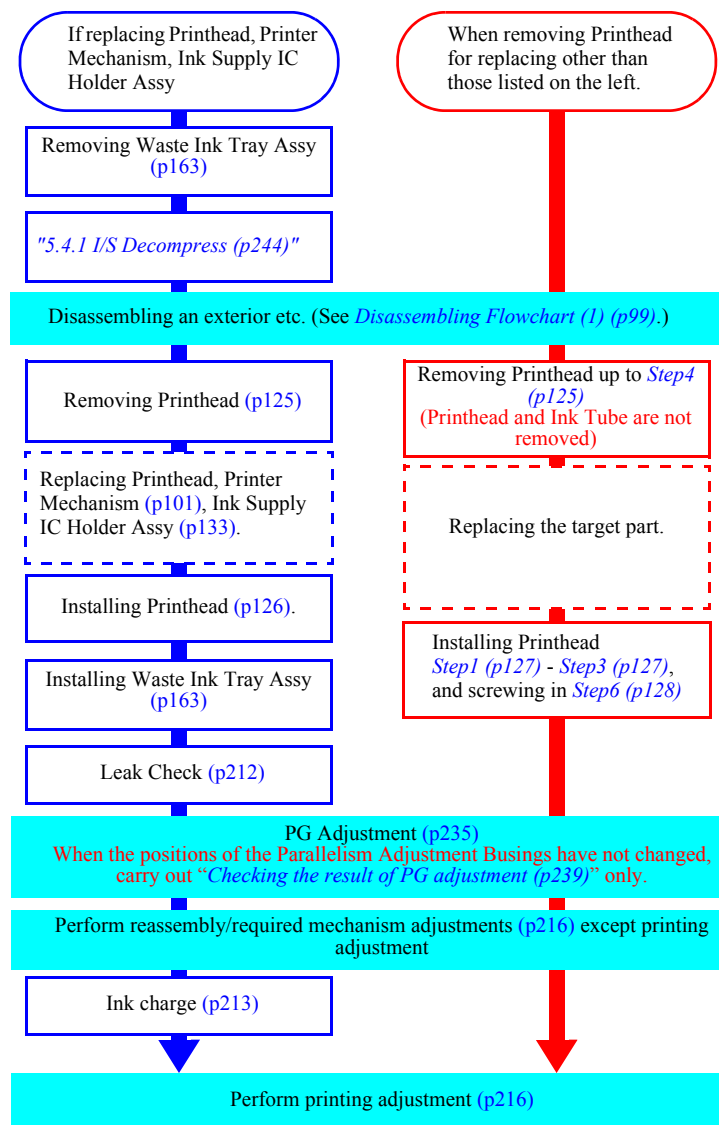 If replacing Printhead, Printer
Mechanism, Ink Supply IC
Holder Assy
When removing Printhead
for replacing other than
those listed on the left.
Removing Waste Ink Tray Assy
(p163)
"5.4.1 I/S Decompress (p244)"
Disassembling an exterior etc. (See Disassembling Flowchart (1) (p99).)
Removing Printhead (p125)
Removing Printhead up to Step4
(p125)
(Printhead and Ink Tube are not
removed)
Replacing Printhead, Printer
Mechanism (p101), Ink Supply
IC Holder Assy (p133).
Replacing the target part.
Installing Printhead (p126).
Installing Printhead
Step1 (p127) - Step3 (p127),
and screwing in Step6 (p128)
Installing Waste Ink Tray Assy
(p163)
Leak Check (p212)
PG Adjustment (p235)
When the positions of the Parallelism Adjustment Busings have not changed,
carry out “Checking the result of PG adjustment (p239)” only.
Perform reassembly/required mechanism adjustments (p216) except printing
adjustment
Ink charge (p213)
Perform printing adjustment (p216)